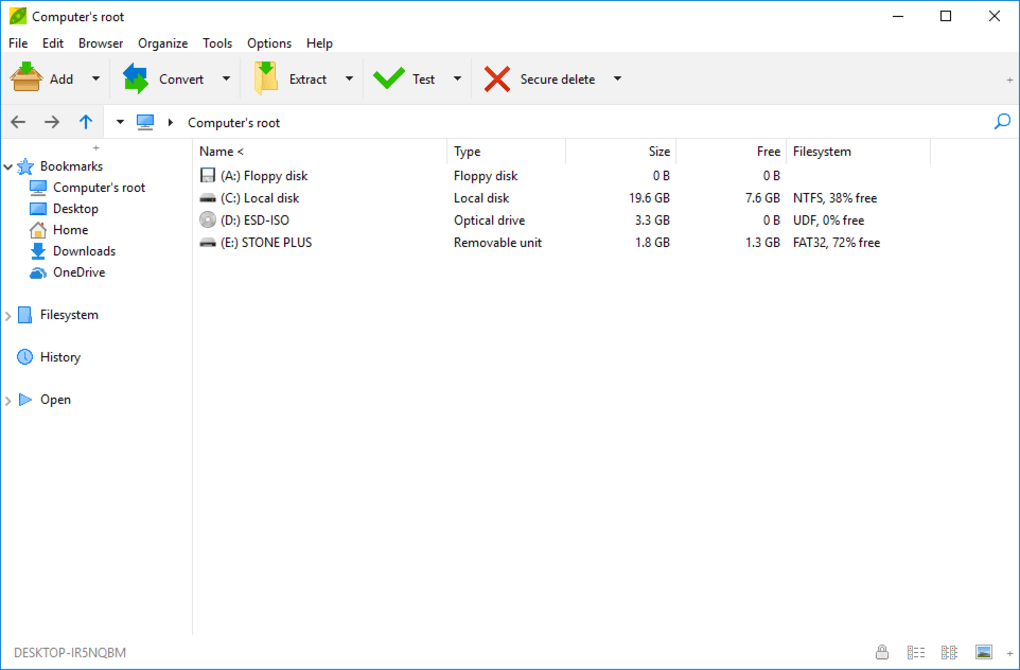 Computer's root
File Edit Browser Organize Tools Options Help
Add Convert Extract Test Secure delete +
Computer's root
+
Bookmarks
Computer's root
Desktop
Home
Downloads
OneDrive
Filesystem
History
Open
Name < Type Size Free Filesystem
(A:) Floppy disk Floppy disk 0 B 0 B
(C:) Local disk Local disk 19.6 GB 7.6 GB NTFS, 38% free
(D:) ESD-ISO Optical drive 3.3 GB 0 B UDF, 0% free
(E:) STONE PLUS Removable unit 1.8 GB 1.3 GB FAT32, 72% free
DESKTOP-IR5NQBM +